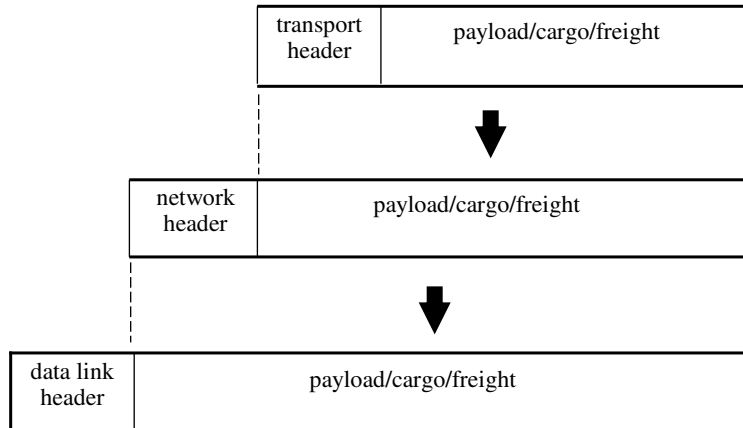 transport
header
payload/cargo/freight
network
header
payload/cargo/freight
data link
header
payload/cargo/freight